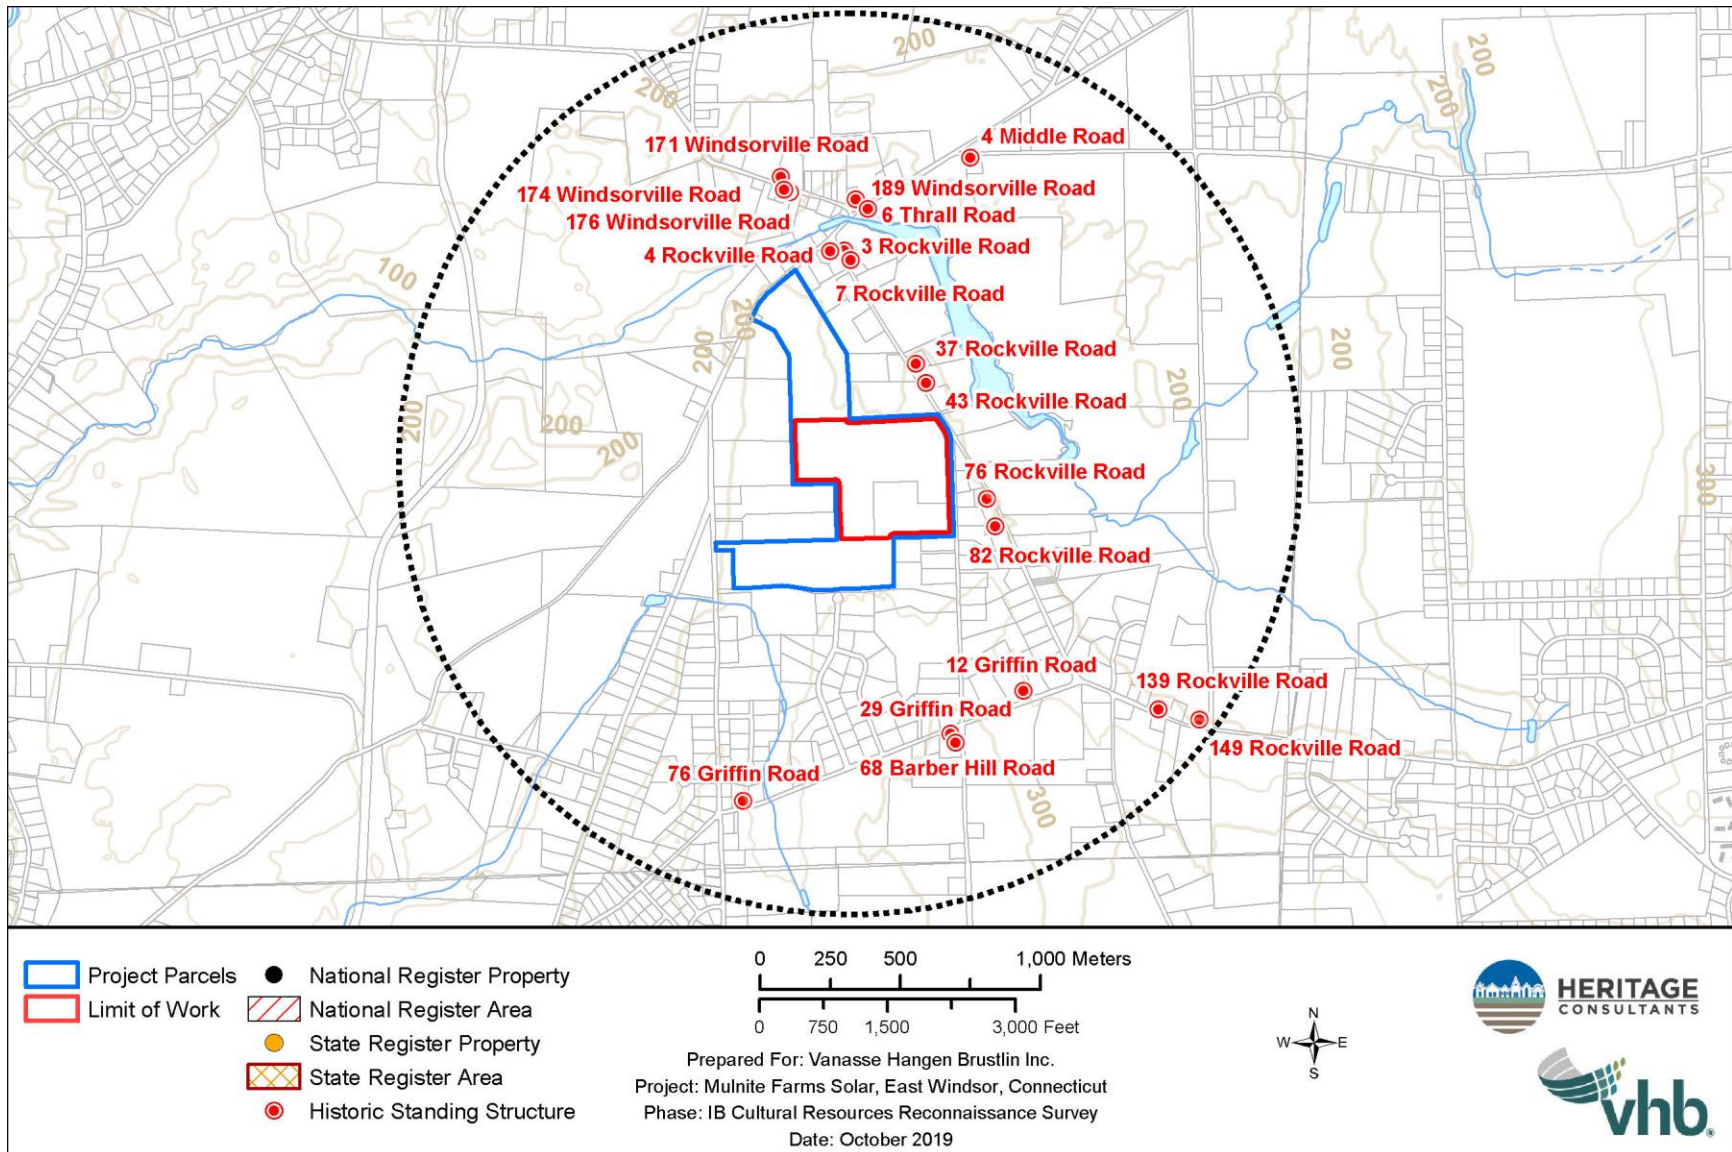 200
200
200
200
4 Middle Road
171 Windsorville Road
174 Windsorville Road
189 Windsorville Road
176 Windsorville Road
6 Thrall Road
4 Rockville Road
3 Rockville Road
100
7 Rockville Road
200
200
200
37 Rockville Road
200
43 Rockville Road
200
200
200
76 Rockville Road
300
82 Rockville Road
12 Griffin Road
139 Rockville Road
29 Griffin Road
149 Rockville Road
68 Barber Hill Road
76 Griffin Road
300
Project Parcels
Limit of Work
National Register Property
National Register Area
State Register Property
State Register Area
Historic Standing Structure
0 250 500 1,000 Meters
0 750 1,500 3,000 Feet
Prepared For: Vanasse Hangen Brustlin Inc.
Project: Mulnite Farms Solar, East Windsor, Connecticut
Phase: IB Cultural Resources Reconnaissance Survey
Date: October 2019
N
W E
S
HERITAGE
CONSULTANTS
vhb®